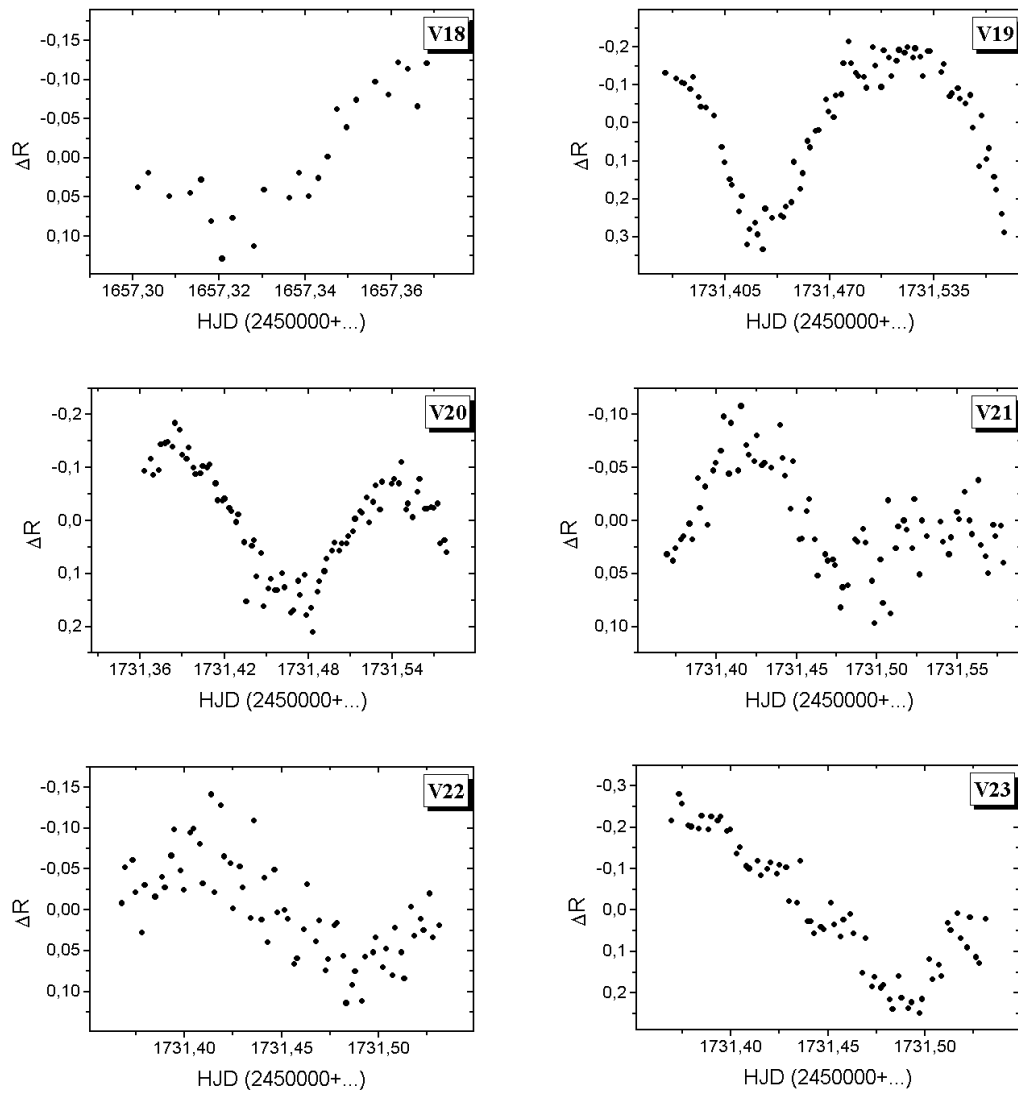 V18
-0,15
-0,10
-0,05
0,00
0,05
0,10
ΔR
1657,30 1657,32 1657,34 1657,36
HJD (2450000+...)
V19
-0,2
-0,1
0,0
0,1
0,2
0,3
ΔR
1731,405 1731,470 1731,535
HJD (2450000+...)
V20
-0,2
-0,1
0,0
0,1
0,2
ΔR
1731,36 1731,42 1731,48 1731,54
HJD (2450000+...)
V21
-0,10
-0,05
0,00
0,05
0,10
ΔR
1731,40 1731,45 1731,50 1731,55
HJD (2450000+...)
V22
-0,15
-0,10
-0,05
0,00
0,05
0,10
ΔR
1731,40 1731,45 1731,50
HJD (2450000+...)
V23
-0,3
-0,2
-0,1
0,0
0,1
0,2
ΔR
1731,40 1731,45 1731,50
HJD (2450000+...)